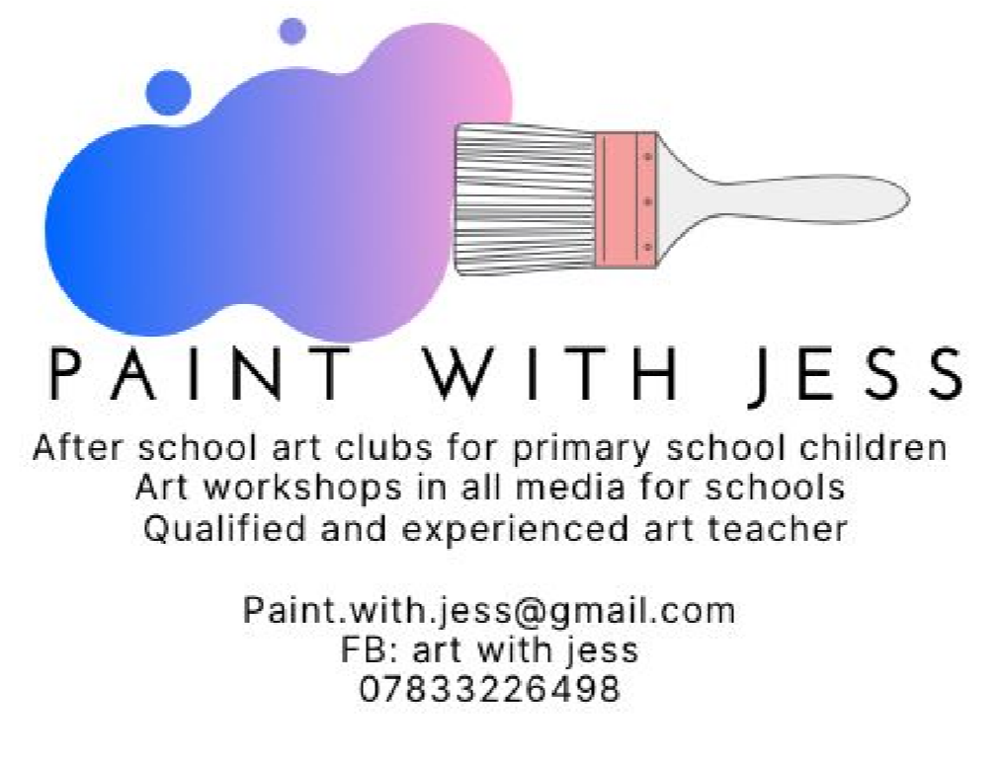 PAINT WITH JESS
After school art clubs for primary school children
Art workshops in all media for schools
Qualified and experienced art teacher
Paint.with.jess@gmail.com
FB: art with jess
07833226498